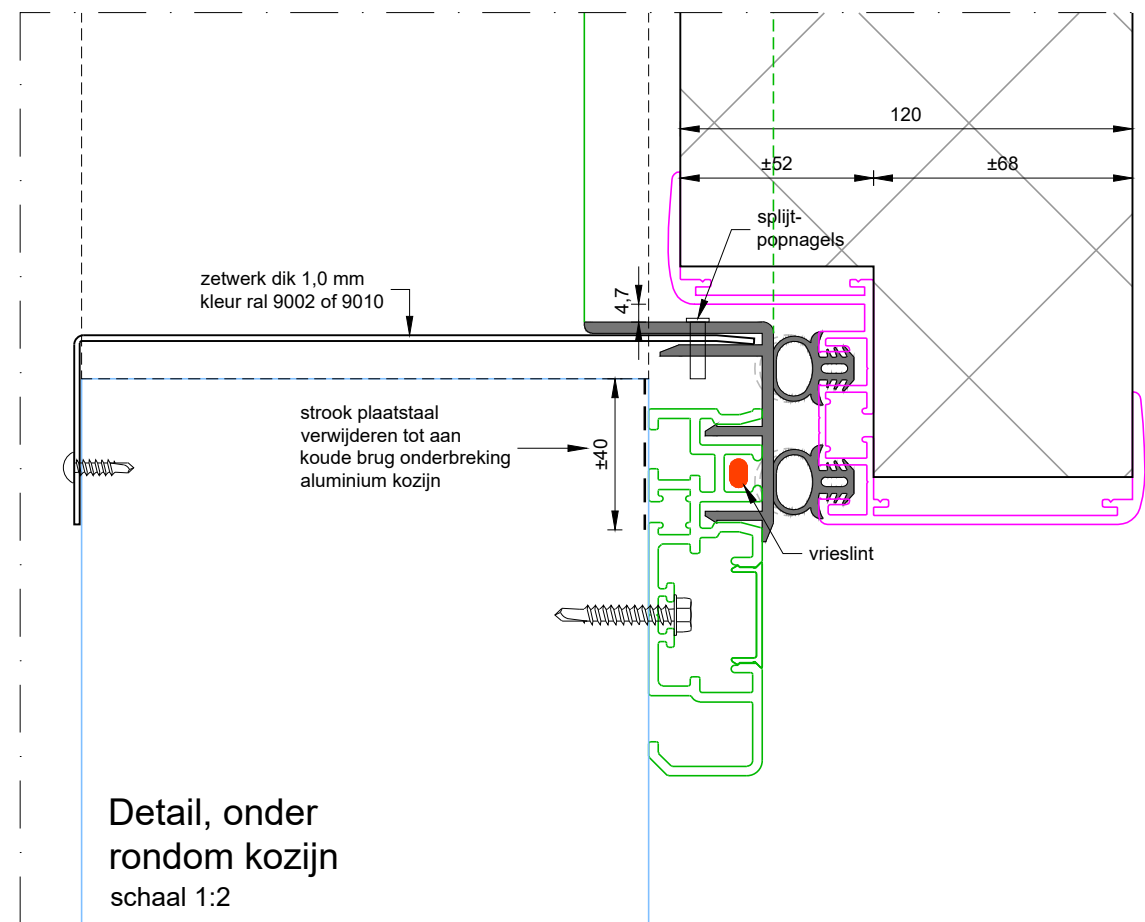 120
±52
±68
splijt-
popnagels
zetwerk dik 1,0 mm
kleur ral 9002 of 9010
4,7
strook plaatstaal
verwijderen tot aan
koude brug onderbreking
aluminium kozijn
±40
vrieslint
Detail, onder
rondom kozijn
schaal 1:2